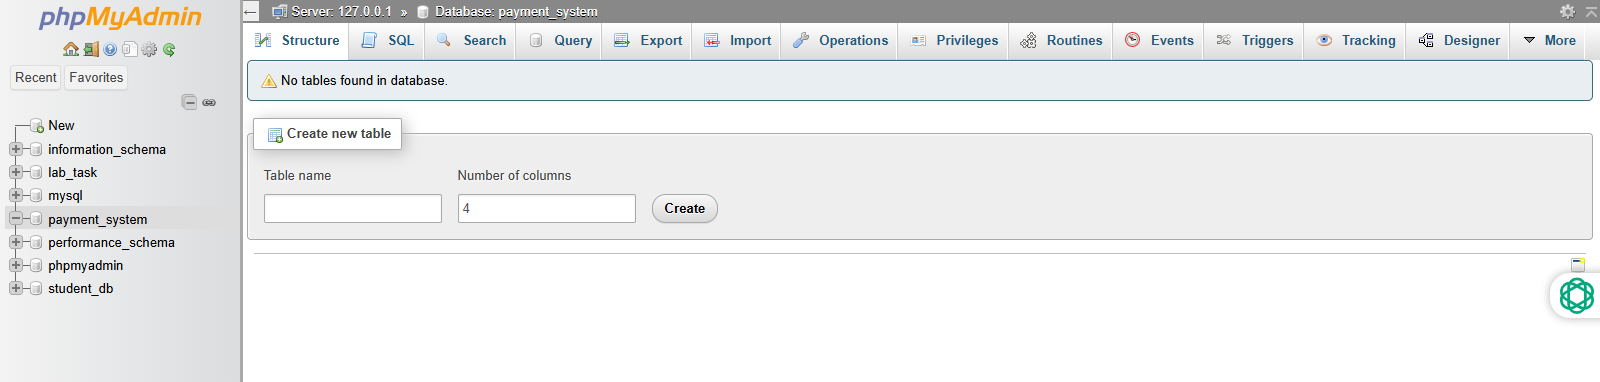 phpMyAdmin
Recent Favorites
New
information_schema
lab_task
mysql
payment_system
performance_schema
phpmyadmin
student_db
Server: 127.0.0.1 » Database: payment_system
Structure SQL Search Query Export Import Operations Privileges Routines Events Triggers Tracking Designer More
No tables found in database.
Create new table
Table name Number of columns
4 Create